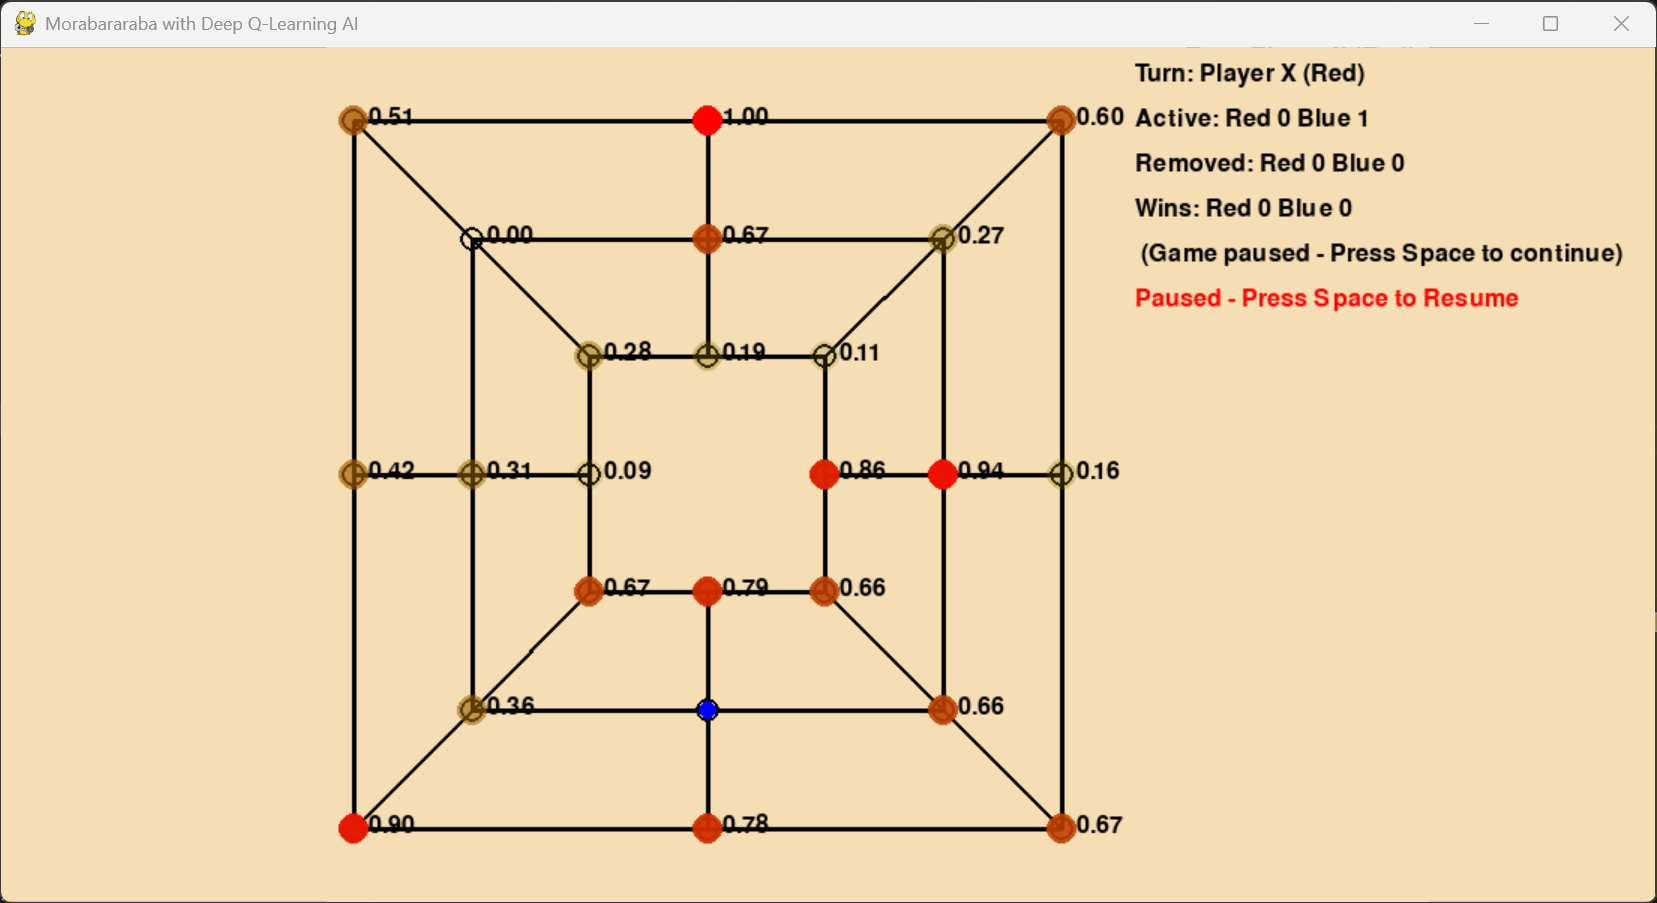 Morabararaba with Deep Q-Learning AI
Turn: Player X (Red)
Active: Red 0 Blue 1
Removed: Red 0 Blue 0
Wins: Red 0 Blue 0
(Game paused - Press Space to continue)
Paused - Press Space to Resume
0.51 1.00 0.60
0.00 0.67 0.27
0.28 0.19 0.11
0.42 0.31 0.09 0.86 0.94 0.16
0.67 0.79 0.66
0.36 0.66
0.90 0.78 0.67